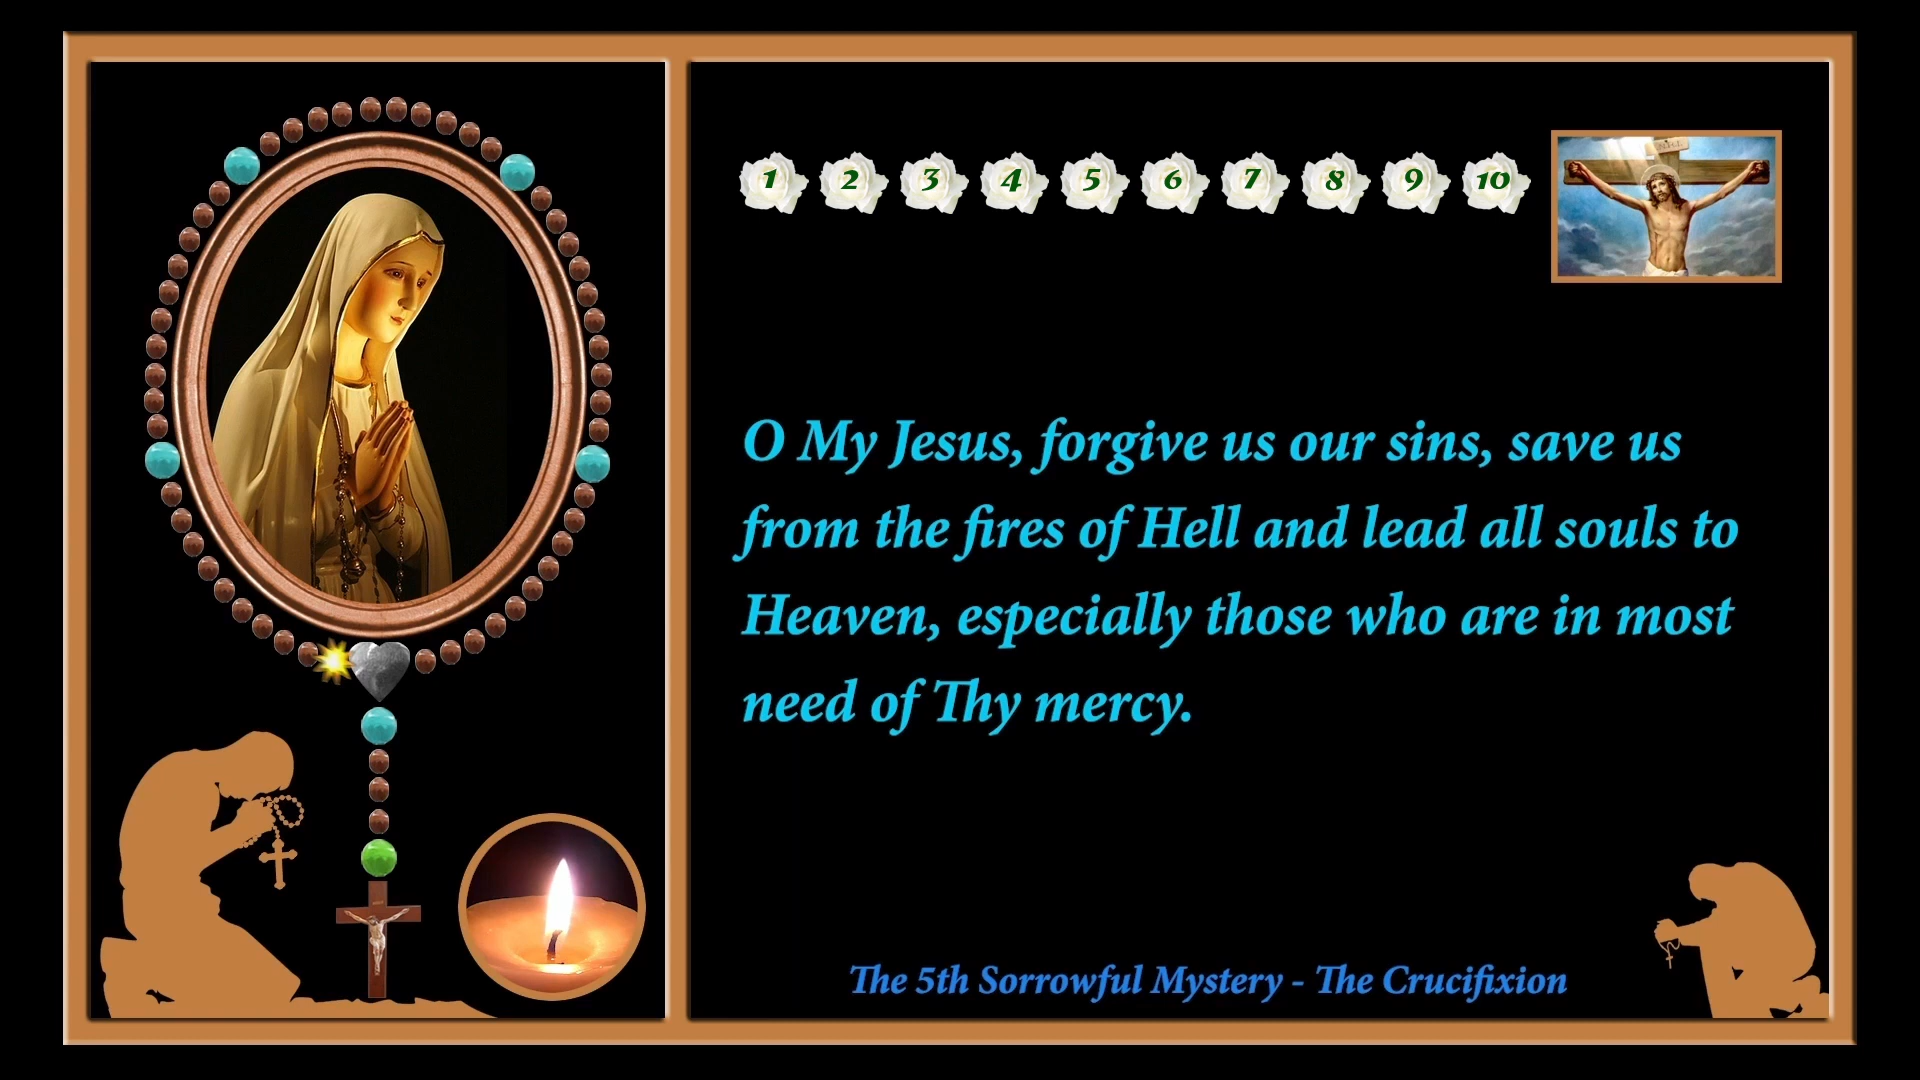 1 2 3 4 5 6 7 8 9 10
O My Jesus, forgive us our sins, save us
from the fires of Hell and lead all souls to
Heaven, especially those who are in most
need of Thy mercy.
The 5th Sorrowful Mystery - The Crucifixion